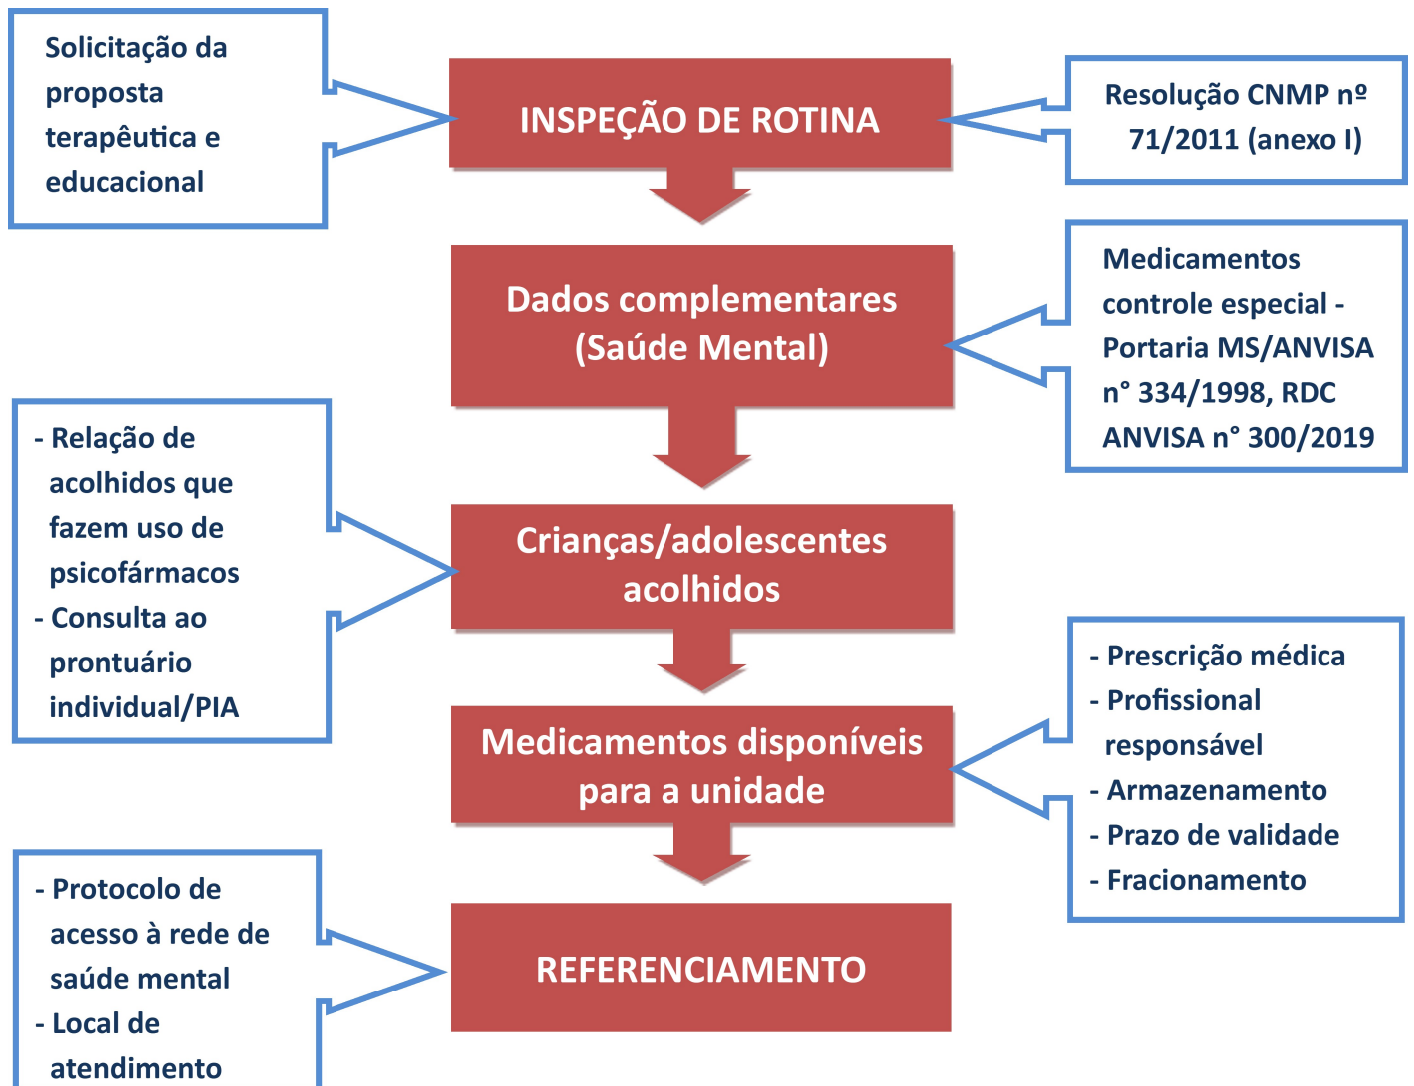 Solicitação da
proposta
terapêutica e
educacional
INSPEÇÃO DE ROTINA
Resolução CNMP nº
71/2011 (anexo I)
Dados complementares
(Saúde Mental)
Medicamentos
controle especial -
Portaria MS/ANVISA
n° 334/1998, RDC
ANVISA n° 300/2019
- Relação de
acolhidos que
fazem uso de
psicofármacos
- Consulta ao
prontuário
individual/PIA
Crianças/adolescentes
acolhidos
Medicamentos disponíveis
para a unidade
- Prescrição médica
- Profissional
responsável
- Armazenamento
- Prazo de validade
- Fracionamento
- Protocolo de
acesso à rede de
saúde mental
- Local de
atendimento
REFERENCIAMENTO